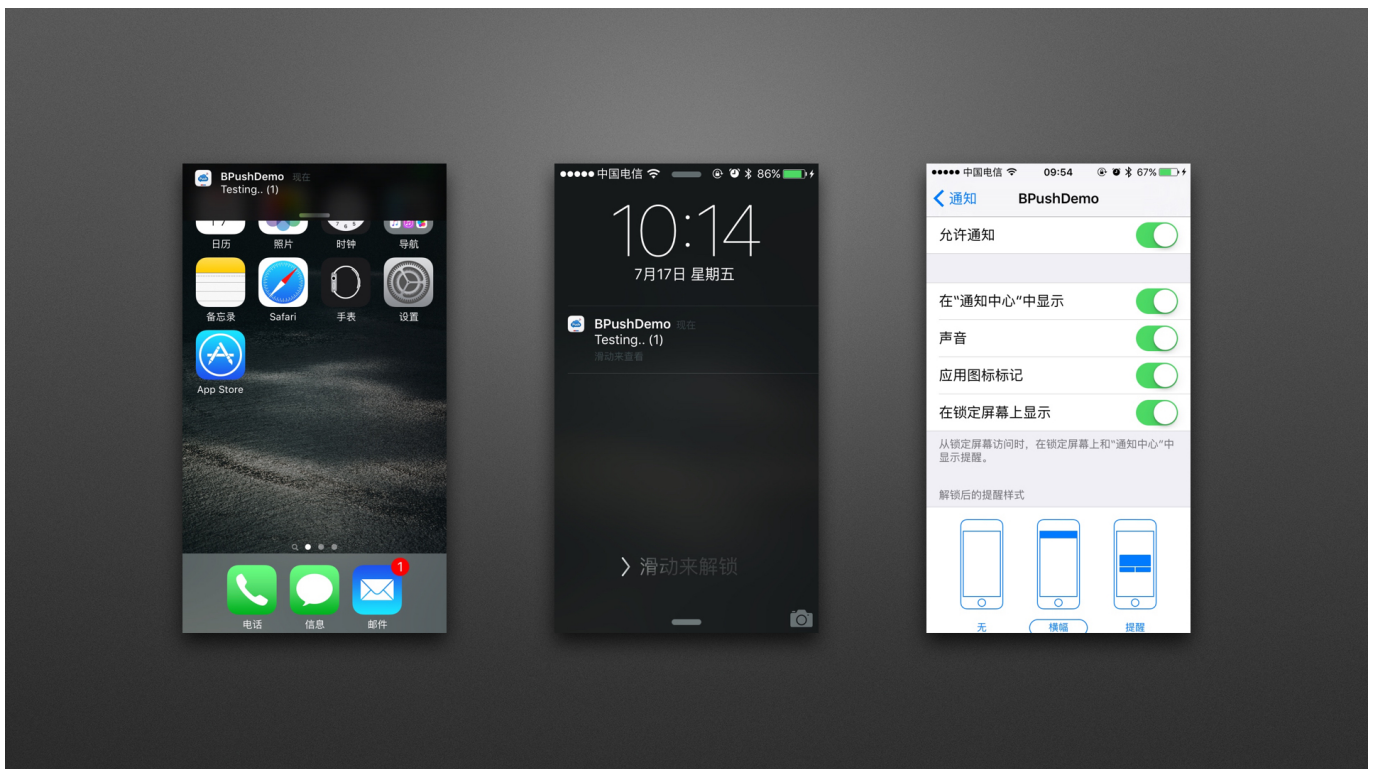 BPushDemo 现在
Testing.. (1)
17
7 6 5
日历 照片 时钟 导航
备忘录 Safari 手表 设置
App Store
1
电话 信息 邮件
中国电信 86%
10:14
7月17日 星期五
BPushDemo 现在
Testing.. (1)
滑动来查看
滑动来解锁
中国电信 09:54 67%
通知 BPushDemo
允许通知
在“通知中心”中显示
声音
应用图标标记
在锁定屏幕上显示
从锁定屏幕访问时，在锁定屏幕上和“通知中心”中
显示提醒。
解锁后的提醒样式
无 横幅 提醒